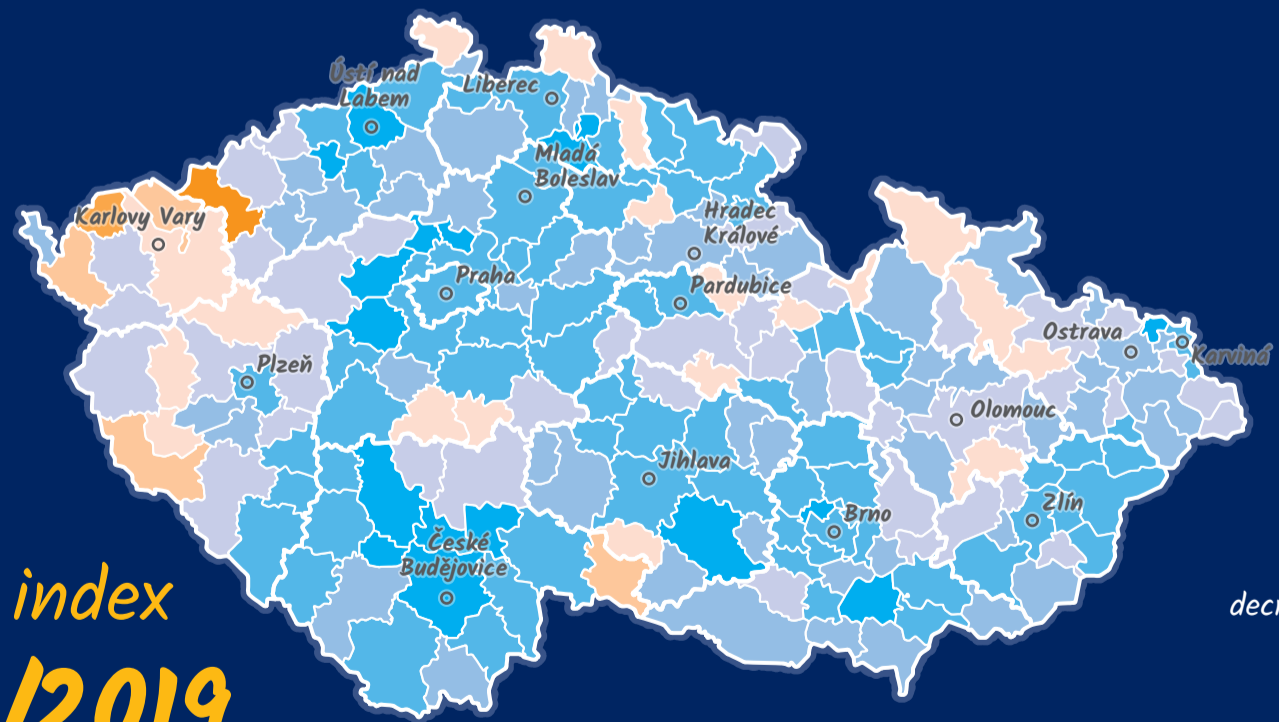 Ústí nad
Labem
Liberec
Mladá
Boleslav
Karlovy Vary
Hradec
Králové
Praha
Pardubice
Ostrava
Karviná
Plzeň
Olomouc
Jihlava
Zlín
Brno
České
Budějovice
index
/2019